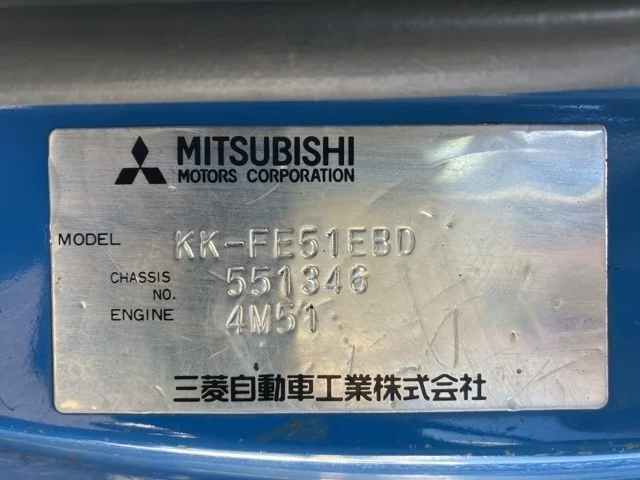 MITSUBISHI
MOTORS CORPORATION
MODEL KK-FE51EBD
CHASSIS NO. 551346
ENGINE 4M51
三菱自動車工業株式会社